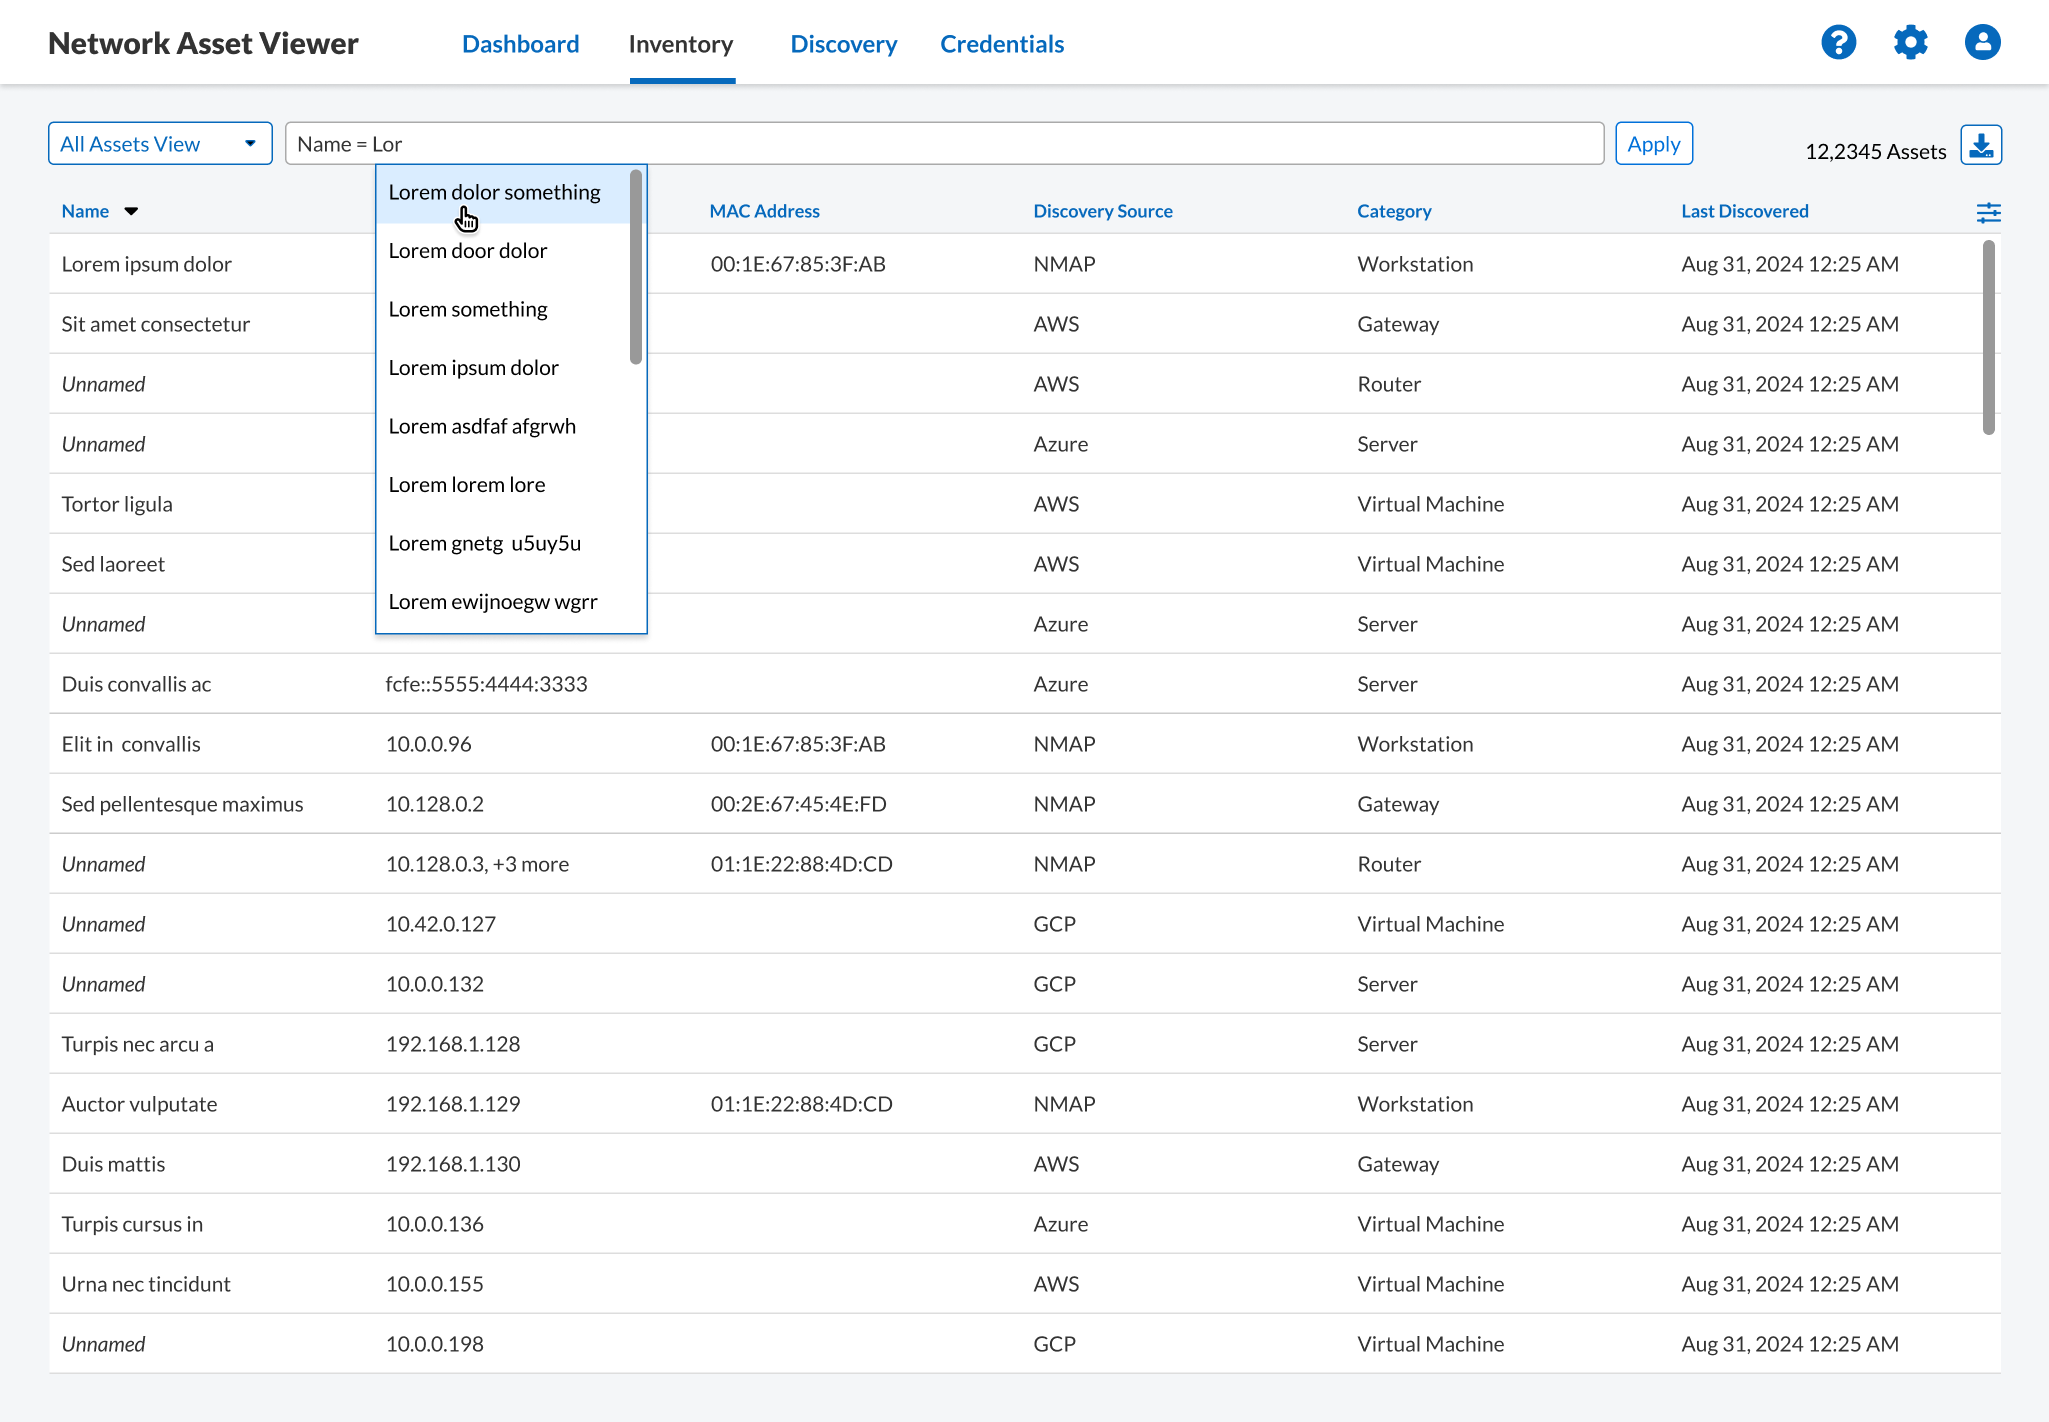 Network Asset Viewer Dashboard Inventory Discovery Credentials
All Assets View Name = Lor Apply 12,2345 Assets
Lorem dolor something
Lorem door dolor
Lorem something
Lorem ipsum dolor
Lorem asdfaf afgrwh
Lorem lorem lore
Lorem gnetg u5uy5u
Lorem ewijnoegw wgrr
Name MAC Address Discovery Source Category Last Discovered
Lorem ipsum dolor 00:1E:67:85:3F:AB NMAP Workstation Aug 31, 2024 12:25 AM
Sit amet consectetur AWS Gateway Aug 31, 2024 12:25 AM
Unnamed AWS Router Aug 31, 2024 12:25 AM
Unnamed Azure Server Aug 31, 2024 12:25 AM
Tortor ligula AWS Virtual Machine Aug 31, 2024 12:25 AM
Sed laoreet AWS Virtual Machine Aug 31, 2024 12:25 AM
Unnamed Azure Server Aug 31, 2024 12:25 AM
Duis convallis ac fcfe::5555:4444:3333 Azure Server Aug 31, 2024 12:25 AM
Elit in convallis 10.0.0.96 00:1E:67:85:3F:AB NMAP Workstation Aug 31, 2024 12:25 AM
Sed pellentesque maximus 10.128.0.2 00:2E:67:45:4E:FD NMAP Gateway Aug 31, 2024 12:25 AM
Unnamed 10.128.0.3, +3 more 01:1E:22:88:4D:CD NMAP Router Aug 31, 2024 12:25 AM
Unnamed 10.42.0.127 GCP Virtual Machine Aug 31, 2024 12:25 AM
Unnamed 10.0.0.132 GCP Server Aug 31, 2024 12:25 AM
Turpis nec arcu a 192.168.1.128 GCP Server Aug 31, 2024 12:25 AM
Auctor vulputate 192.168.1.129 01:1E:22:88:4D:CD NMAP Workstation Aug 31, 2024 12:25 AM
Duis mattis 192.168.1.130 AWS Gateway Aug 31, 2024 12:25 AM
Turpis cursus in 10.0.0.136 Azure Virtual Machine Aug 31, 2024 12:25 AM
Urna nec tincidunt 10.0.0.155 AWS Virtual Machine Aug 31, 2024 12:25 AM
Unnamed 10.0.0.198 GCP Virtual Machine Aug 31, 2024 12:25 AM